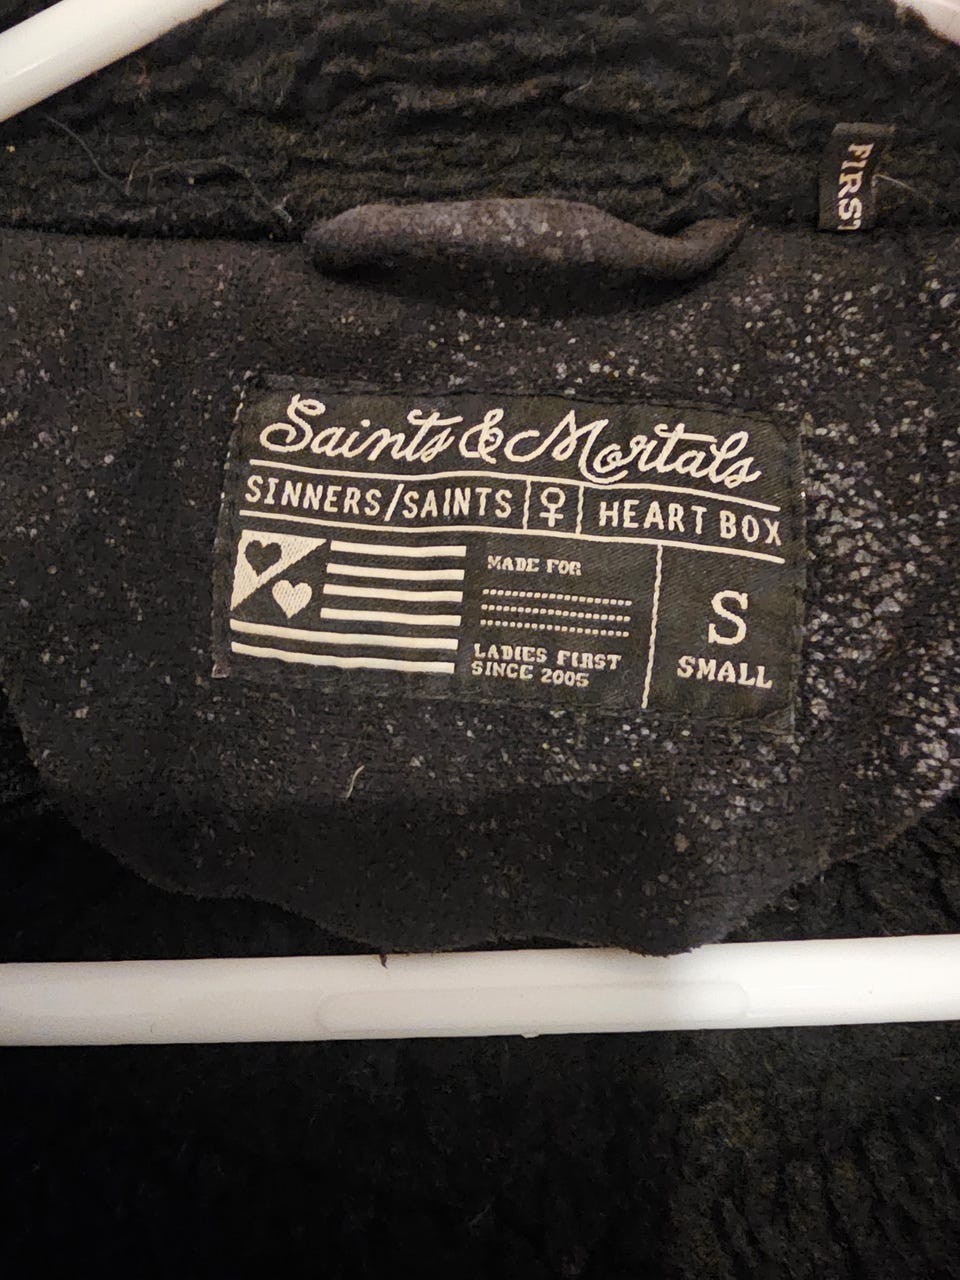 FIRST
Saints & Mortals
SINNERS/SAINTS ♀ HEART BOX
MADE FOR
LADIES FIRST
SINCE 2005
S
SMALL